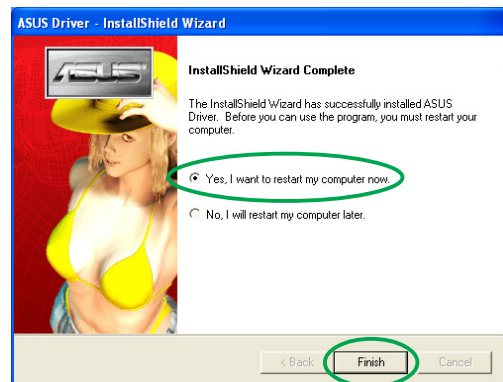 ASUS Driver - InstallShield Wizard
ASUS
InstallShield Wizard Complete
The InstallShield Wizard has successfully installed ASUS
Driver. Before you can use the program, you must restart your
computer.
Yes, I want to restart my computer now.
No, I will restart my computer later.
< Back
Finish
Cancel